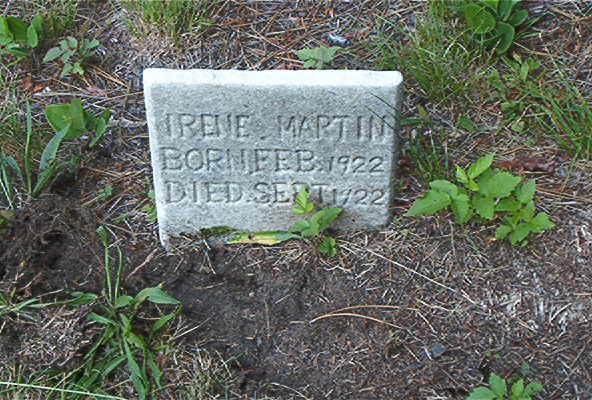 IRENE. MARTIN
BORN.FEB.1922
DIED.SEPT.1922